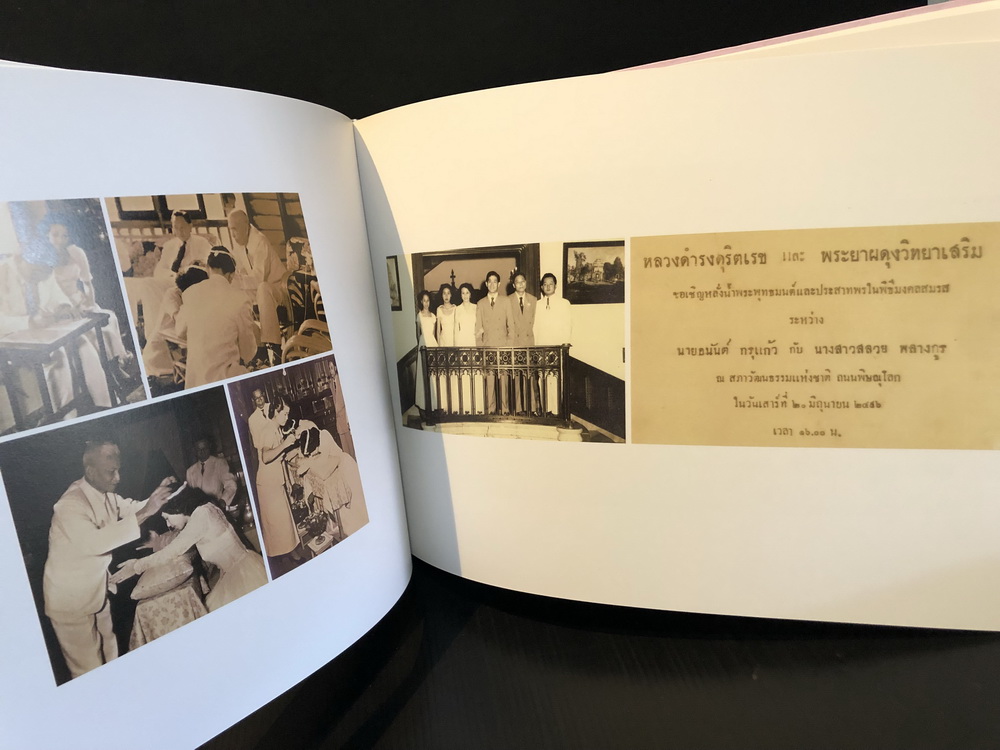 หลวงดำรงดุริตเรข และ พระยาผดุงวิทยาเสริม
ขอเชิญหลั่งน้ำพระพุทธมนต์และประสาทพรในพิธีมงคลสมรส
ระหว่าง
นายธนันต์ กรุแก้ว กับ นางสาวสลวย พลางกูร
ณ สภาวัฒนธรรมแห่งชาติ ถนนพิษณุโลก
ในวันเสาร์ที่ ๒๐ มิถุนายน ๒๔๙๖
เวลา ๑๖.๐๐ น.